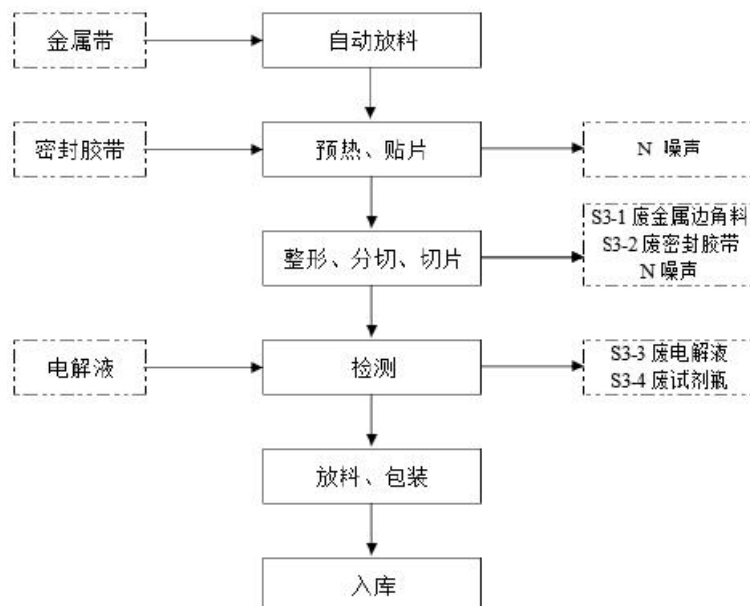 金属带
自动放料
密封胶带
预热、贴片
N 噪声
整形、分切、切片
S3-1 废金属边角料
S3-2 废密封胶带
N 噪声
电解液
检测
S3-3 废电解液
S3-4 废试剂瓶
放料、包装
入库